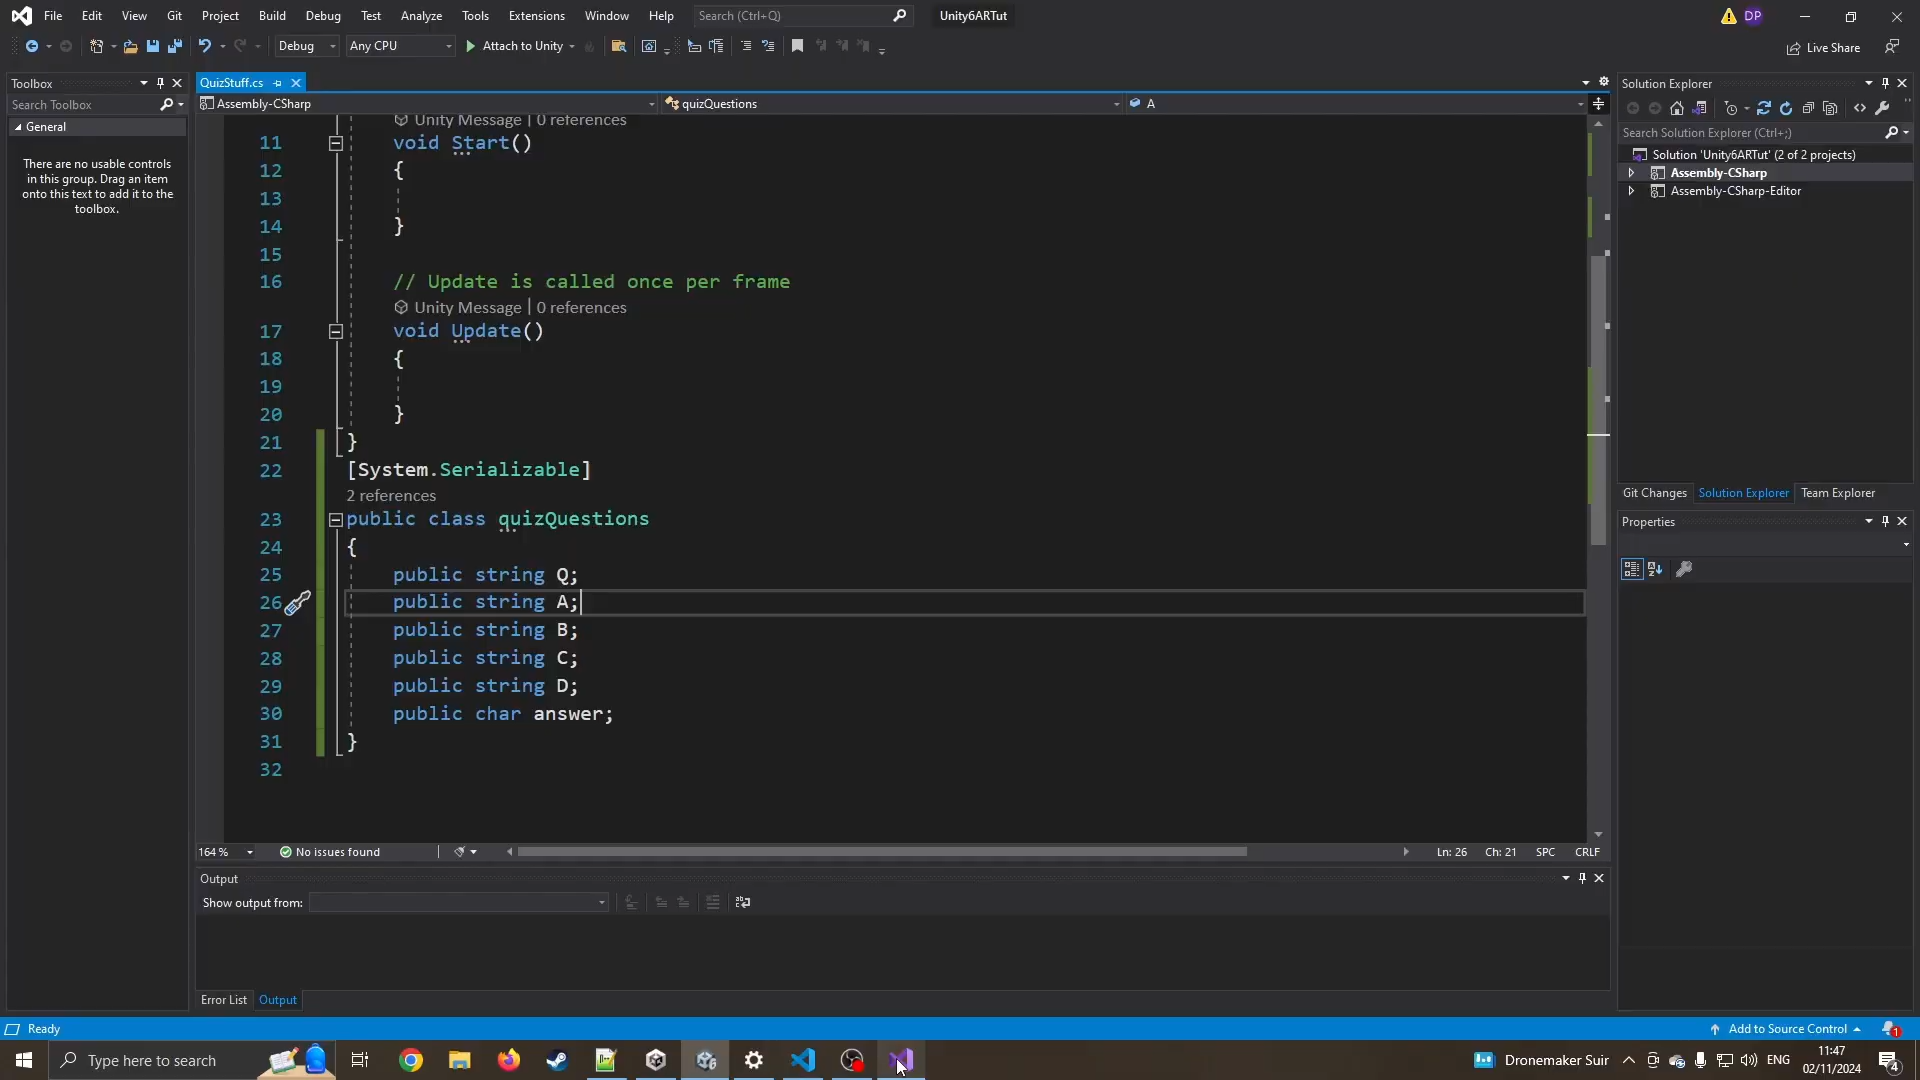 File Edit View Git Project Build Debug Test Analyze Tools Extensions Window Help Search (Ctrl+Q) Unity6ARTut DP
Debug Any CPU Attach to Unity Live Share
Toolbox
Search Toolbox
General
There are no usable controls
in this group. Drag an item
onto this text to add it to the
toolbox.
QuizStuff.cs
Assembly-CSharp quizQuestions A
Unity Message | 0 references
11 void Start()
12 {
13
14 }
15
16 // Update is called once per frame
Unity Message | 0 references
17 void Update()
18 {
19
20 }
21 }
22 [System.Serializable]
2 references
23 public class quizQuestions
24 {
25 public string Q;
26 public string A;
27 public string B;
28 public string C;
29 public string D;
30 public char answer;
31 }
32
164 % No issues found Ln: 26 Ch: 21 SPC CRLF
Output
Show output from:
Error List Output
Solution Explorer
Search Solution Explorer (Ctrl+;)
Solution 'Unity6ARTut' (2 of 2 projects)
Assembly-CSharp
Assembly-CSharp-Editor
Git Changes Solution Explorer Team Explorer
Properties
Ready Add to Source Control 1
Type here to search Dronemaker Suir ENG 11:47
02/11/2024 4